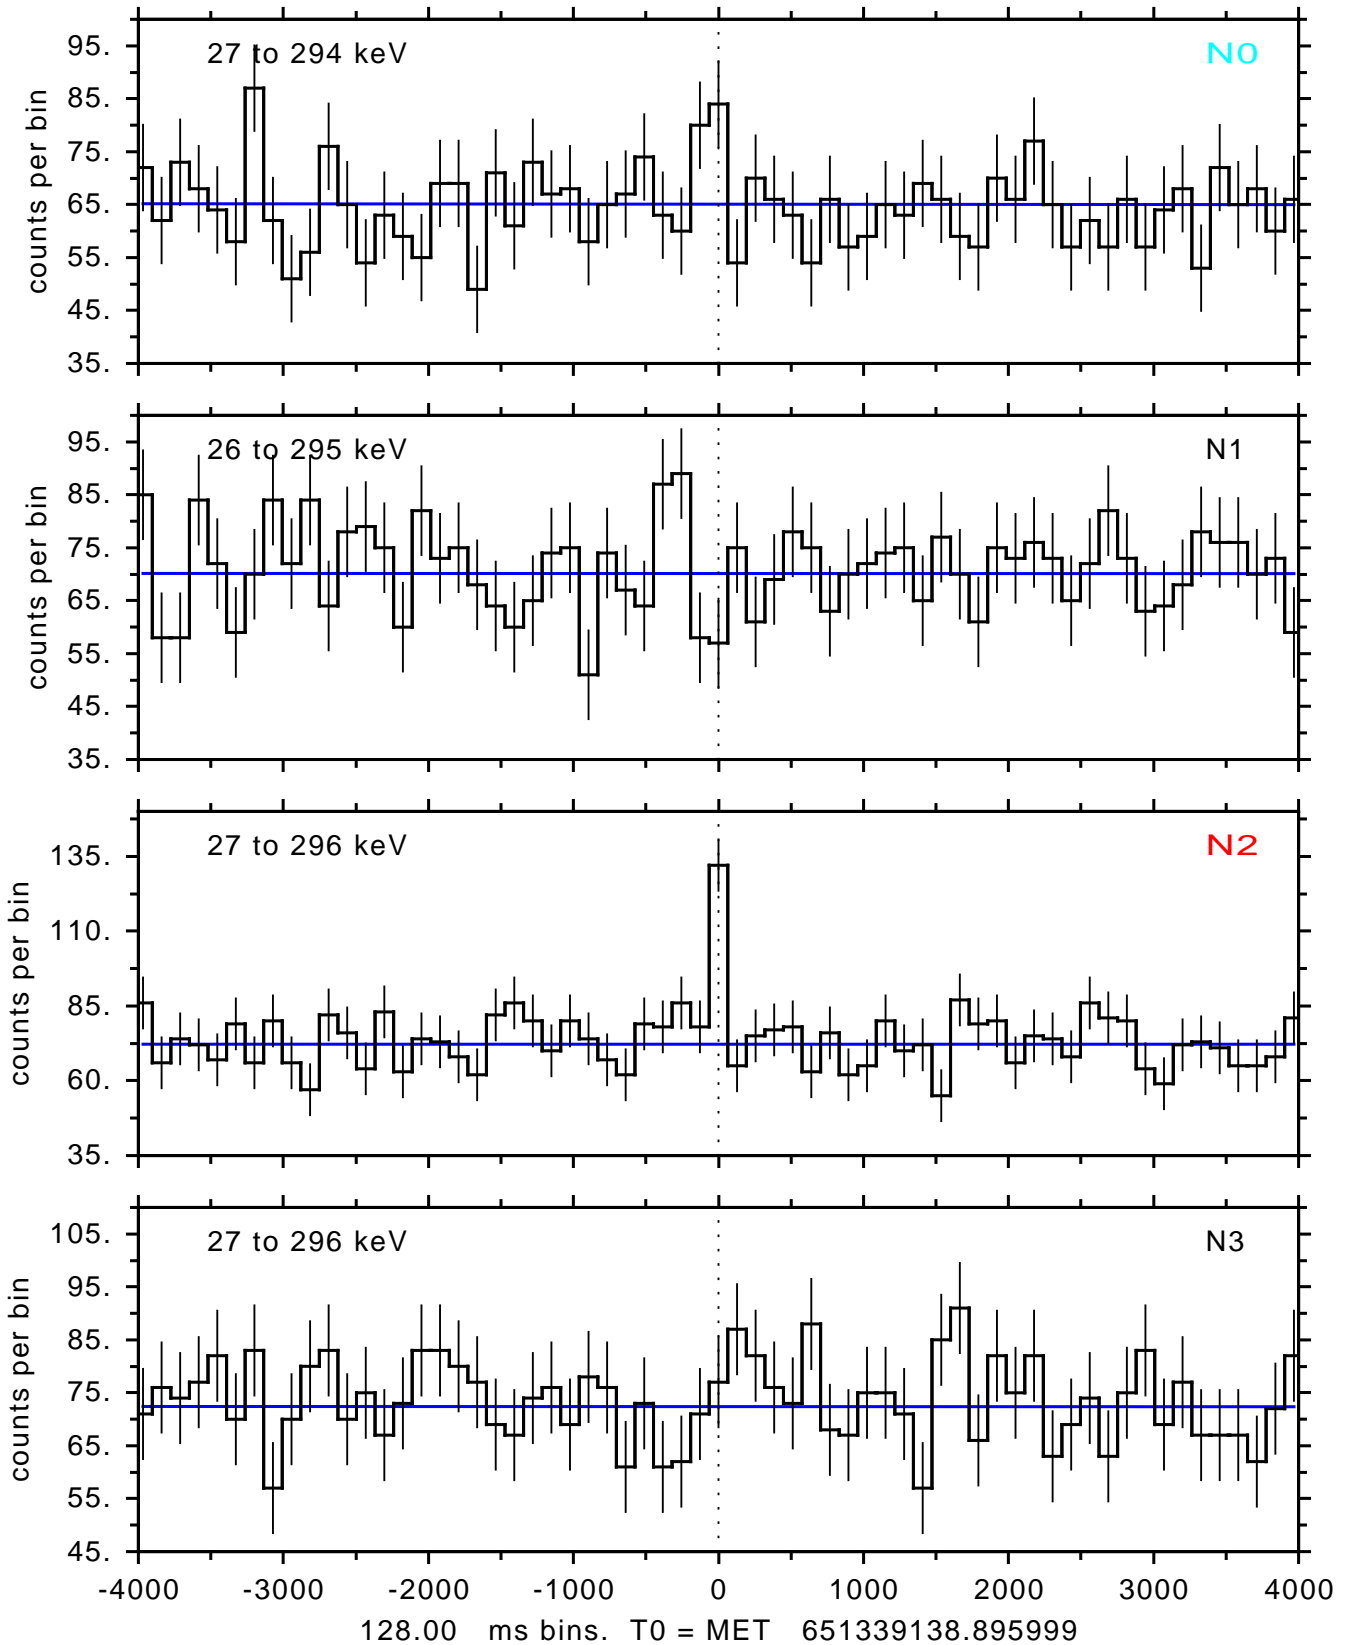 27 to 294 keV N0
95.
85.
75.
65.
55.
45.
35.
counts per bin
26 to 295 keV N1
95.
85.
75.
65.
55.
45.
35.
counts per bin
27 to 296 keV N2
135.
110.
85.
60.
35.
counts per bin
27 to 296 keV N3
105.
95.
85.
75.
65.
55.
45.
counts per bin
-4000 -3000 -2000 -1000 0 1000 2000 3000 4000
128.00 ms bins. T0 = MET 651339138.895999